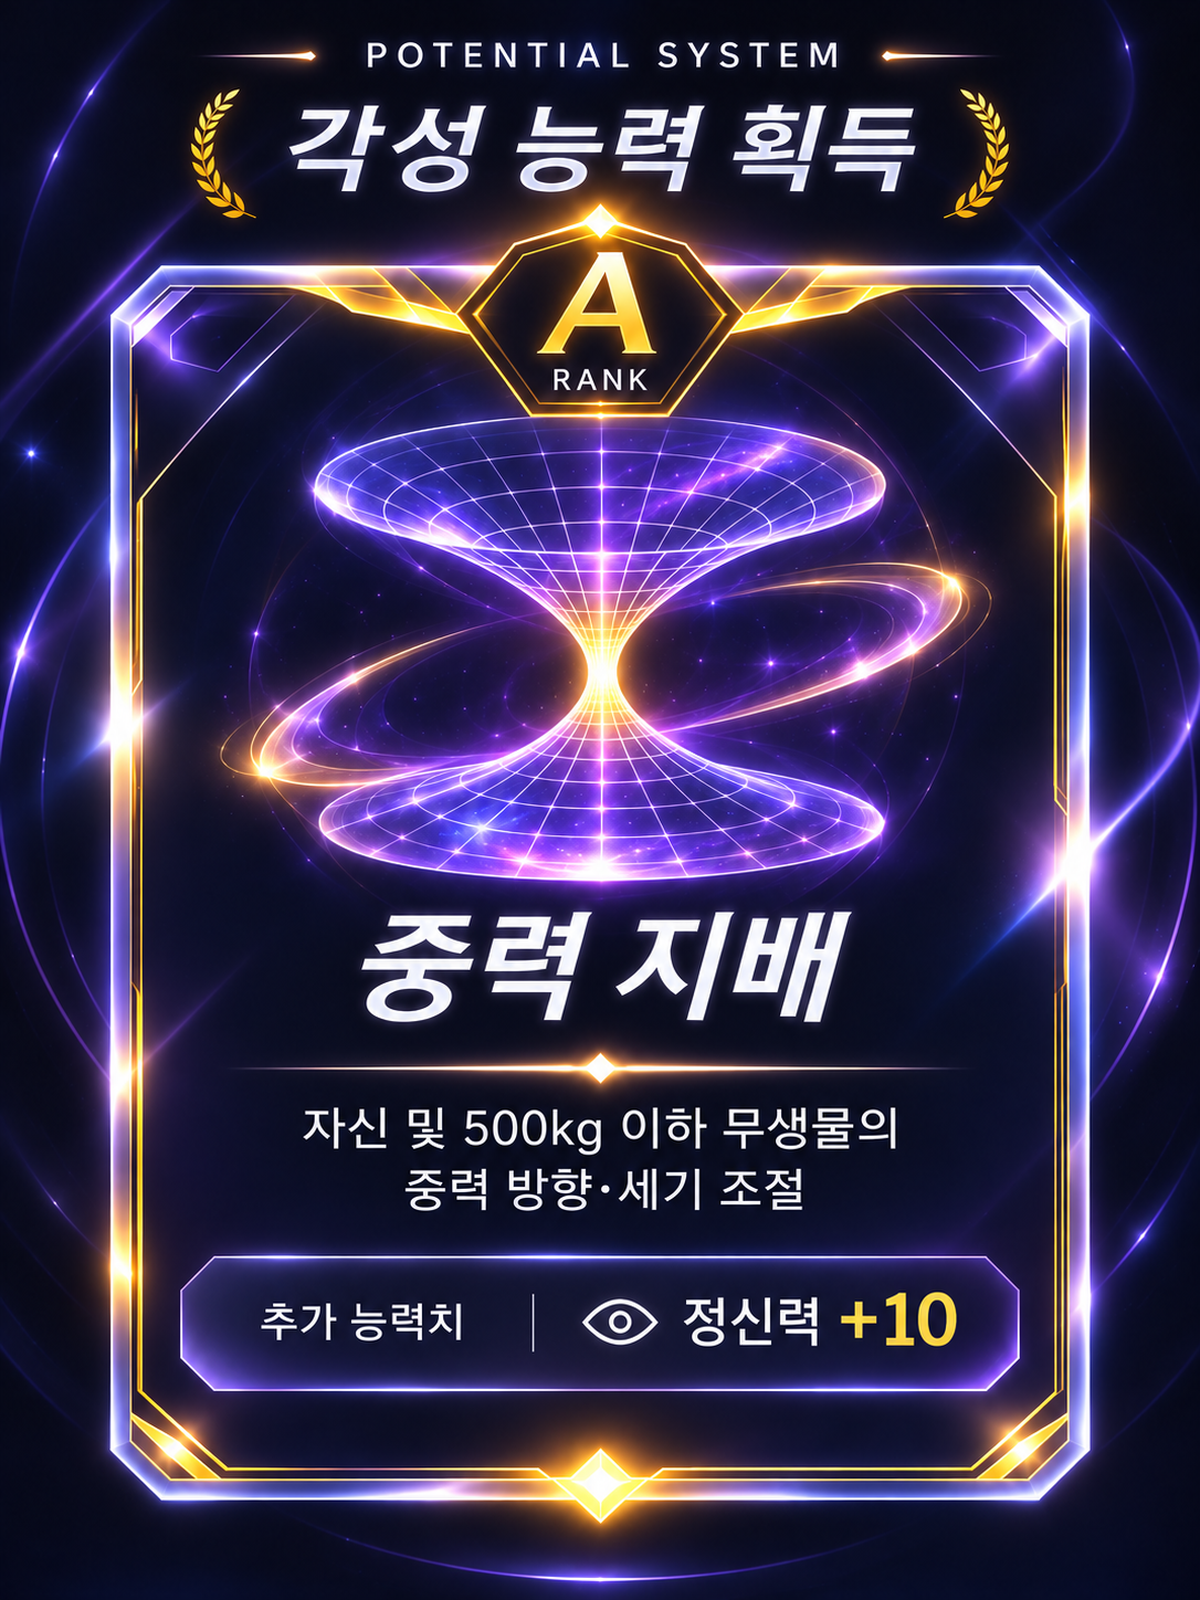 POTENTIAL SYSTEM
각성 능력 획득
A
RANK
중력 지배
자신 및 500kg 이하 무생물의
중력 방향·세기 조절
추가 능력치 정신력 +10